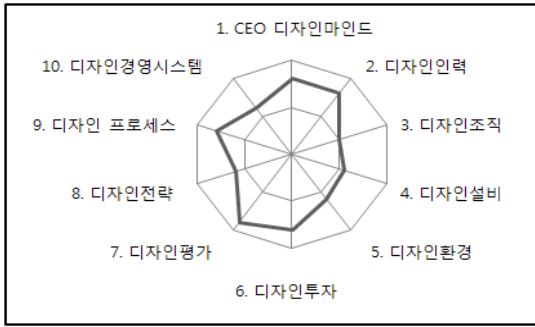 1. CEO 디자인마인드
2. 디자인인력
3. 디자인조직
4. 디자인설비
5. 디자인환경
6. 디자인투자
7. 디자인평가
8. 디자인전략
9. 디자인 프로세스
10. 디자인경영시스템